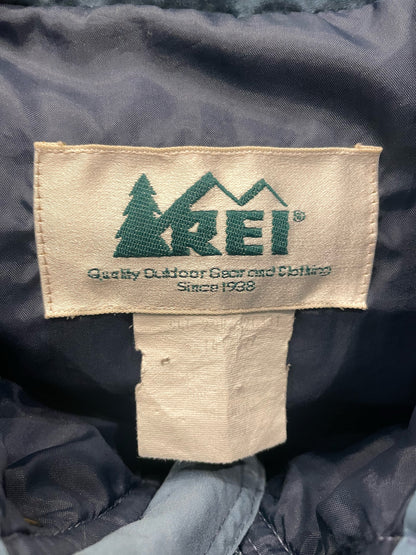 REI®
Quality Outdoor Gear and Clothing
Since 1938